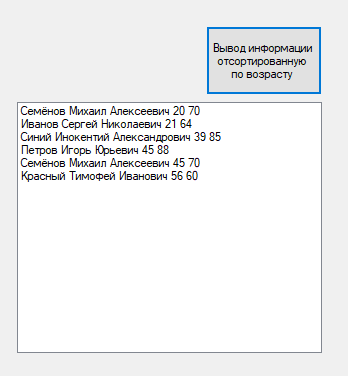 Вывод информации
отсортированную
по возрасту
Семёнов Михаил Алексеевич 20 70
Иванов Сергей Николаевич 21 64
Синий Инокентий Александрович 39 85
Петров Игорь Юрьевич 45 88
Семёнов Михаил Алексеевич 45 70
Красный Тимофей Иванович 56 60